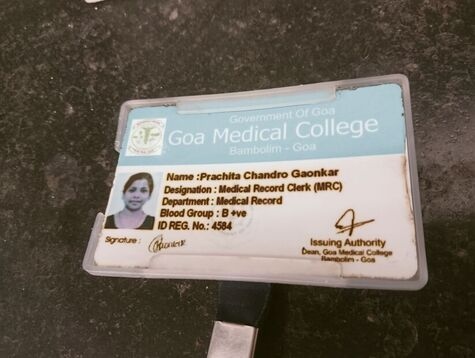 Government Of Goa
Goa Medical College
Bambolim - Goa
Name :Prachita Chandro Gaonkar
Designation : Medical Record Clerk (MRC)
Department : Medical Record
Blood Group : B +ve
ID REG. No.: 4584
Signature :
Issuing Authority
Dean, Goa Medical College
Bambolim - Goa